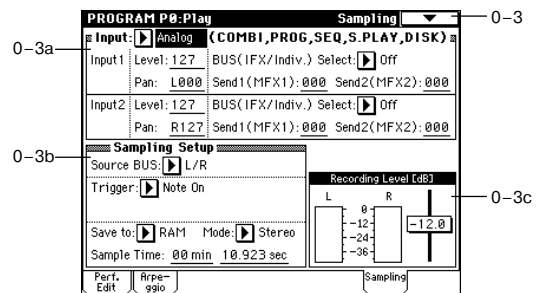 PROGRAM P0:Play Sampling 0-3
0-3a Input: Analog (COMBI,PROG,SEQ,S.PLAY,DISK)
Input1 Level: 127 BUS(IFX/Indiv.) Select: Off
Pan: L000 Send1(MFX1): 000 Send2(MFX2): 000
Input2 Level: 127 BUS(IFX/Indiv.) Select: Off
Pan: R127 Send1(MFX1): 000 Send2(MFX2): 000
0-3b Sampling Setup
Source BUS: L/R
Trigger: Note On
Save to: RAM Mode: Stereo
Sample Time: 00 min 10.923 sec
Recording Level [dB]
L R
0-3c
0
-12
-24
-36
-12.0
Perf. Edit
Arpe-ggio
Sampling